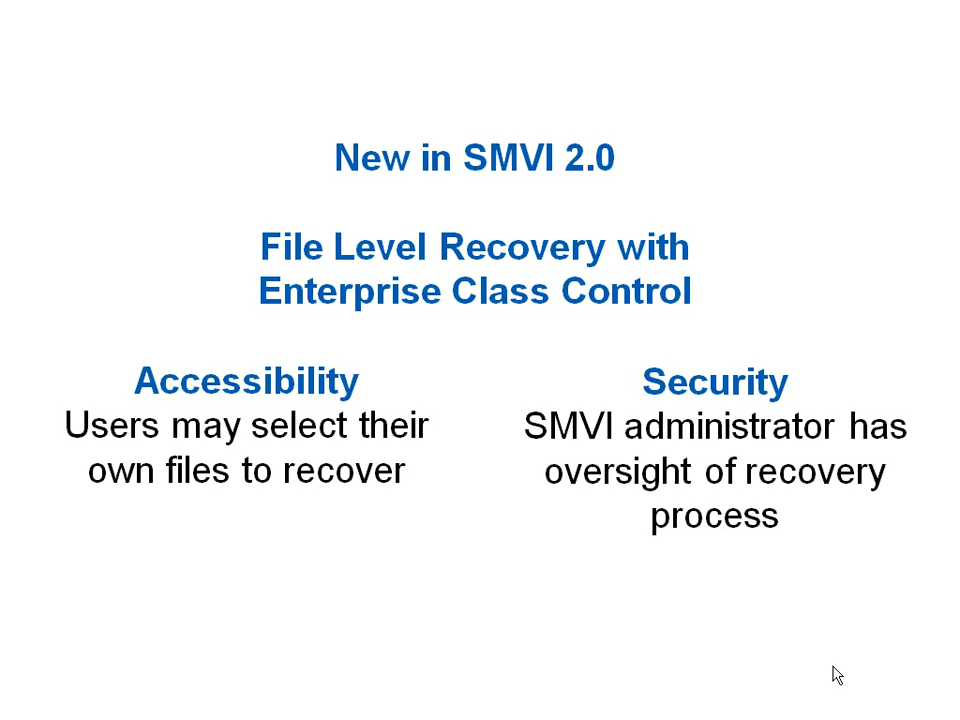 New in SMVI 2.0
File Level Recovery with
Enterprise Class Control
Accessibility
Users may select their
own files to recover
Security
SMVI administrator has
oversight of recovery
process